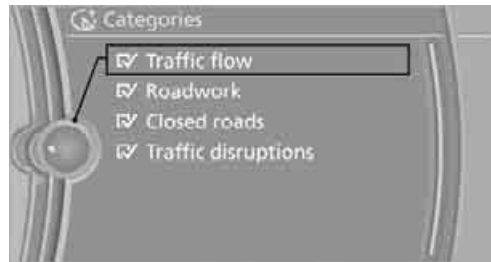 Categories
Traffic flow
Roadwork
Closed roads
Traffic disruptions